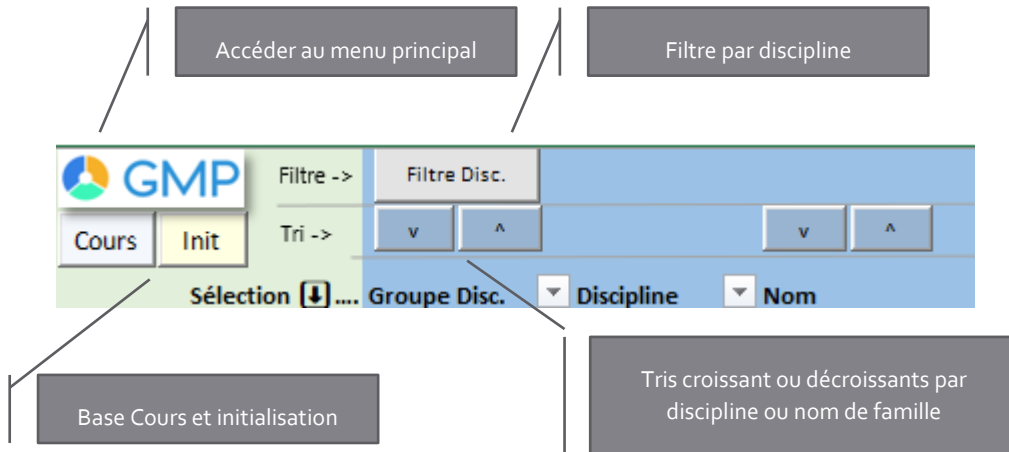 Accéder au menu principal
Filtre par discipline
GMP
Filtre ->
Filtre Disc.
Cours
Init
Tri ->
v
^
v
^
Sélection [⬇] .... Groupe Disc.
Discipline
Nom
Base Cours et initialisation
Tris croissant ou décroissants par
discipline ou nom de famille